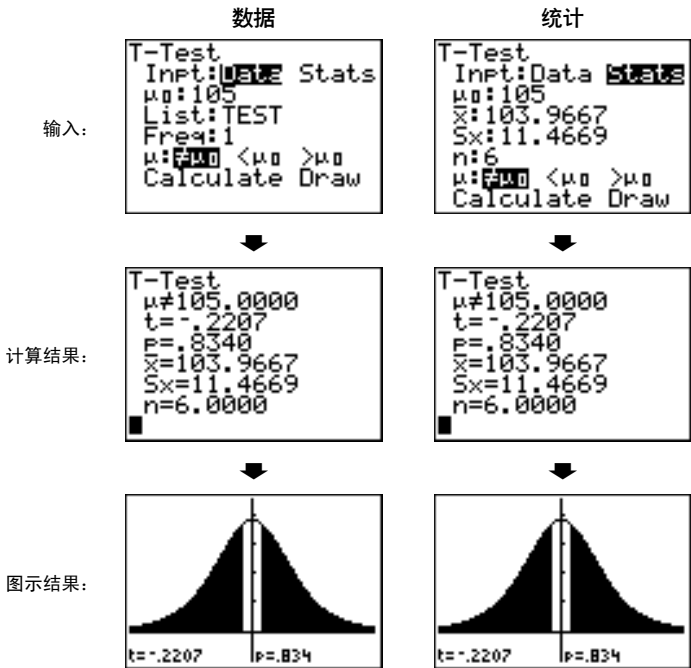 数据
统计
输入:
T-Test
Inpt:Data Stats
μ0:105
List:TEST
Freq:1
μ:≠μ0 <μ0 >μ0
Calculate Draw
T-Test
Inpt:Data Stats
μ0:105
x̄:103.9667
Sx:11.4669
n:6
μ:≠μ0 <μ0 >μ0
Calculate Draw
计算结果:
T-Test
μ≠105.0000
t=-.2207
p=.8340
x̄=103.9667
Sx=11.4669
n=6.0000
T-Test
μ≠105.0000
t=-.2207
p=.8340
x̄=103.9667
Sx=11.4669
n=6.0000
图示结果:
t=-.2207 p=.834
t=-.2207 p=.834